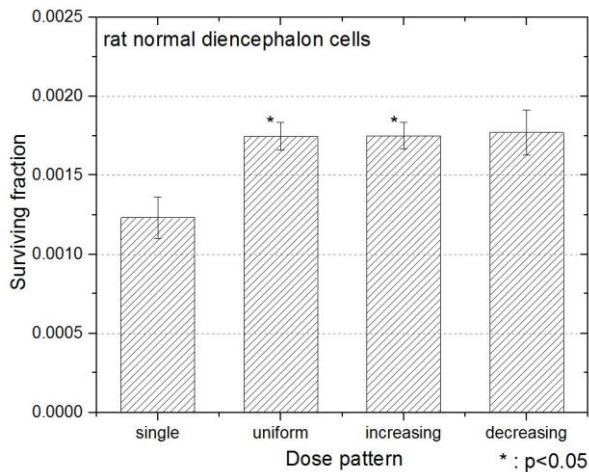 rat normal diencephalon cells
0.0025
0.0020
0.0015
0.0010
0.0005
0.0000
Surviving fraction
* *
single uniform increasing decreasing
Dose pattern
* : p<0.05